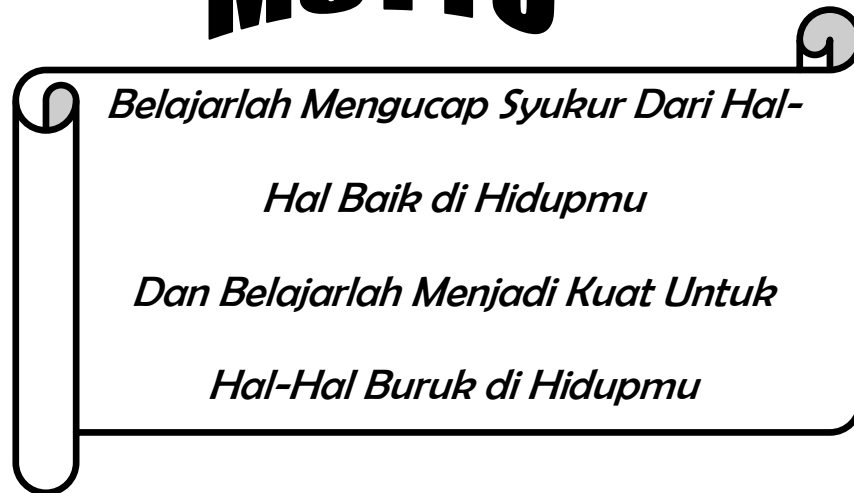 MOTTO
Belajarlah Mengucap Syukur Dari Hal-
Hal Baik di Hidupmu
Dan Belajarlah Menjadi Kuat Untuk
Hal-Hal Buruk di Hidupmu